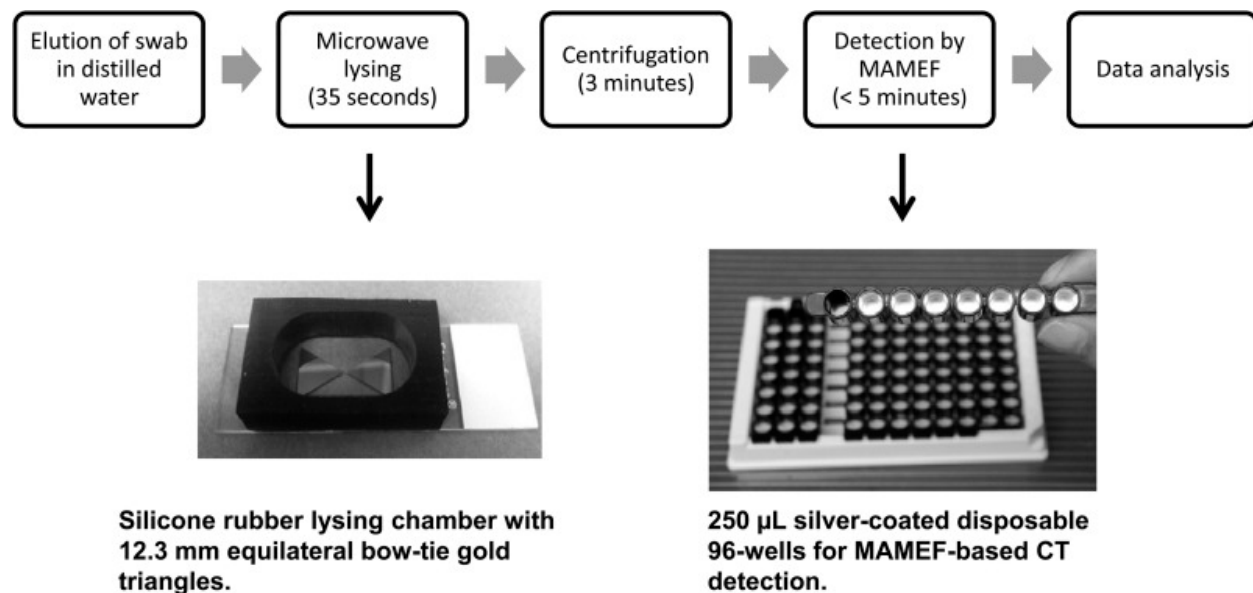 Elution of swab
in distilled
water
Microwave
lysing
(35 seconds)
Centrifugation
(3 minutes)
Detection by
MAMEF
(< 5 minutes)
Data analysis
Silicone rubber lysing chamber with
12.3 mm equilateral bow-tie gold
triangles.
250 µL silver-coated disposable
96-wells for MAMEF-based CT
detection.